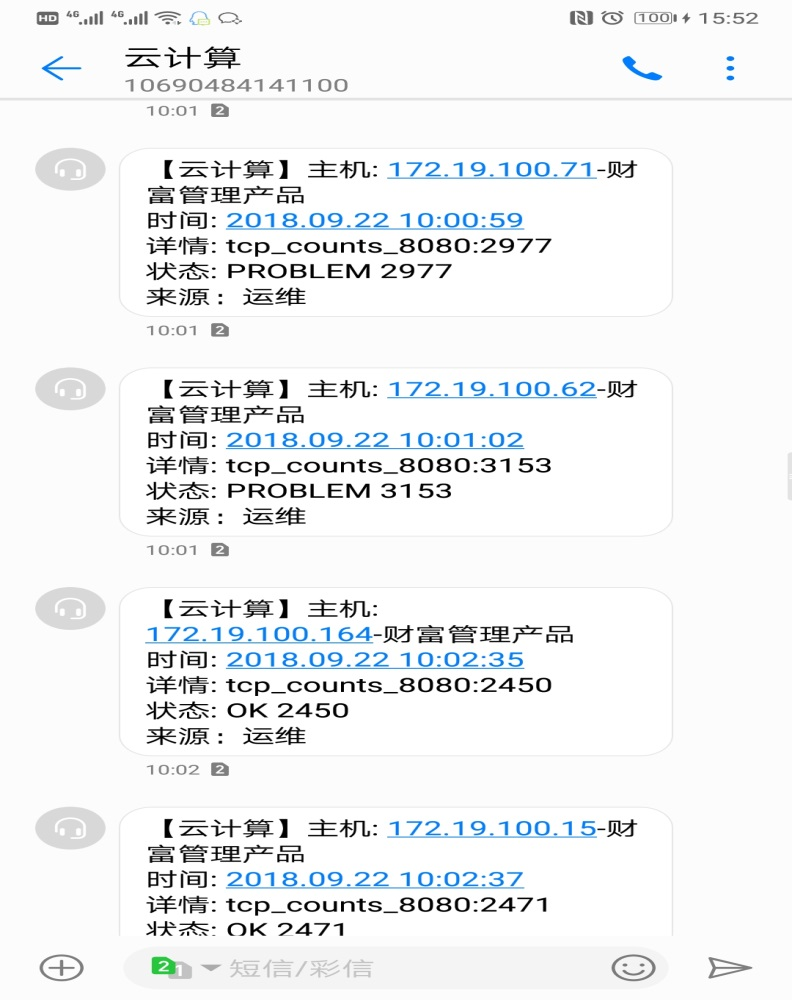 HD 4G 4G 100 15:52
云计算
10690484141100
10:01 2
【云计算】主机: 172.19.100.71-财
富管理产品
时间: 2018.09.22 10:00:59
详情: tcp_counts_8080:2977
状态: PROBLEM 2977
来源： 运维
10:01 2
【云计算】主机: 172.19.100.62-财
富管理产品
时间: 2018.09.22 10:01:02
详情: tcp_counts_8080:3153
状态: PROBLEM 3153
来源： 运维
10:01 2
【云计算】主机:
172.19.100.164-财富管理产品
时间: 2018.09.22 10:02:35
详情: tcp_counts_8080:2450
状态: OK 2450
来源： 运维
10:02 2
【云计算】主机: 172.19.100.15-财
富管理产品
时间: 2018.09.22 10:02:37
详情: tcp_counts_8080:2471
状态: OK 2471
2 1 短信/彩信